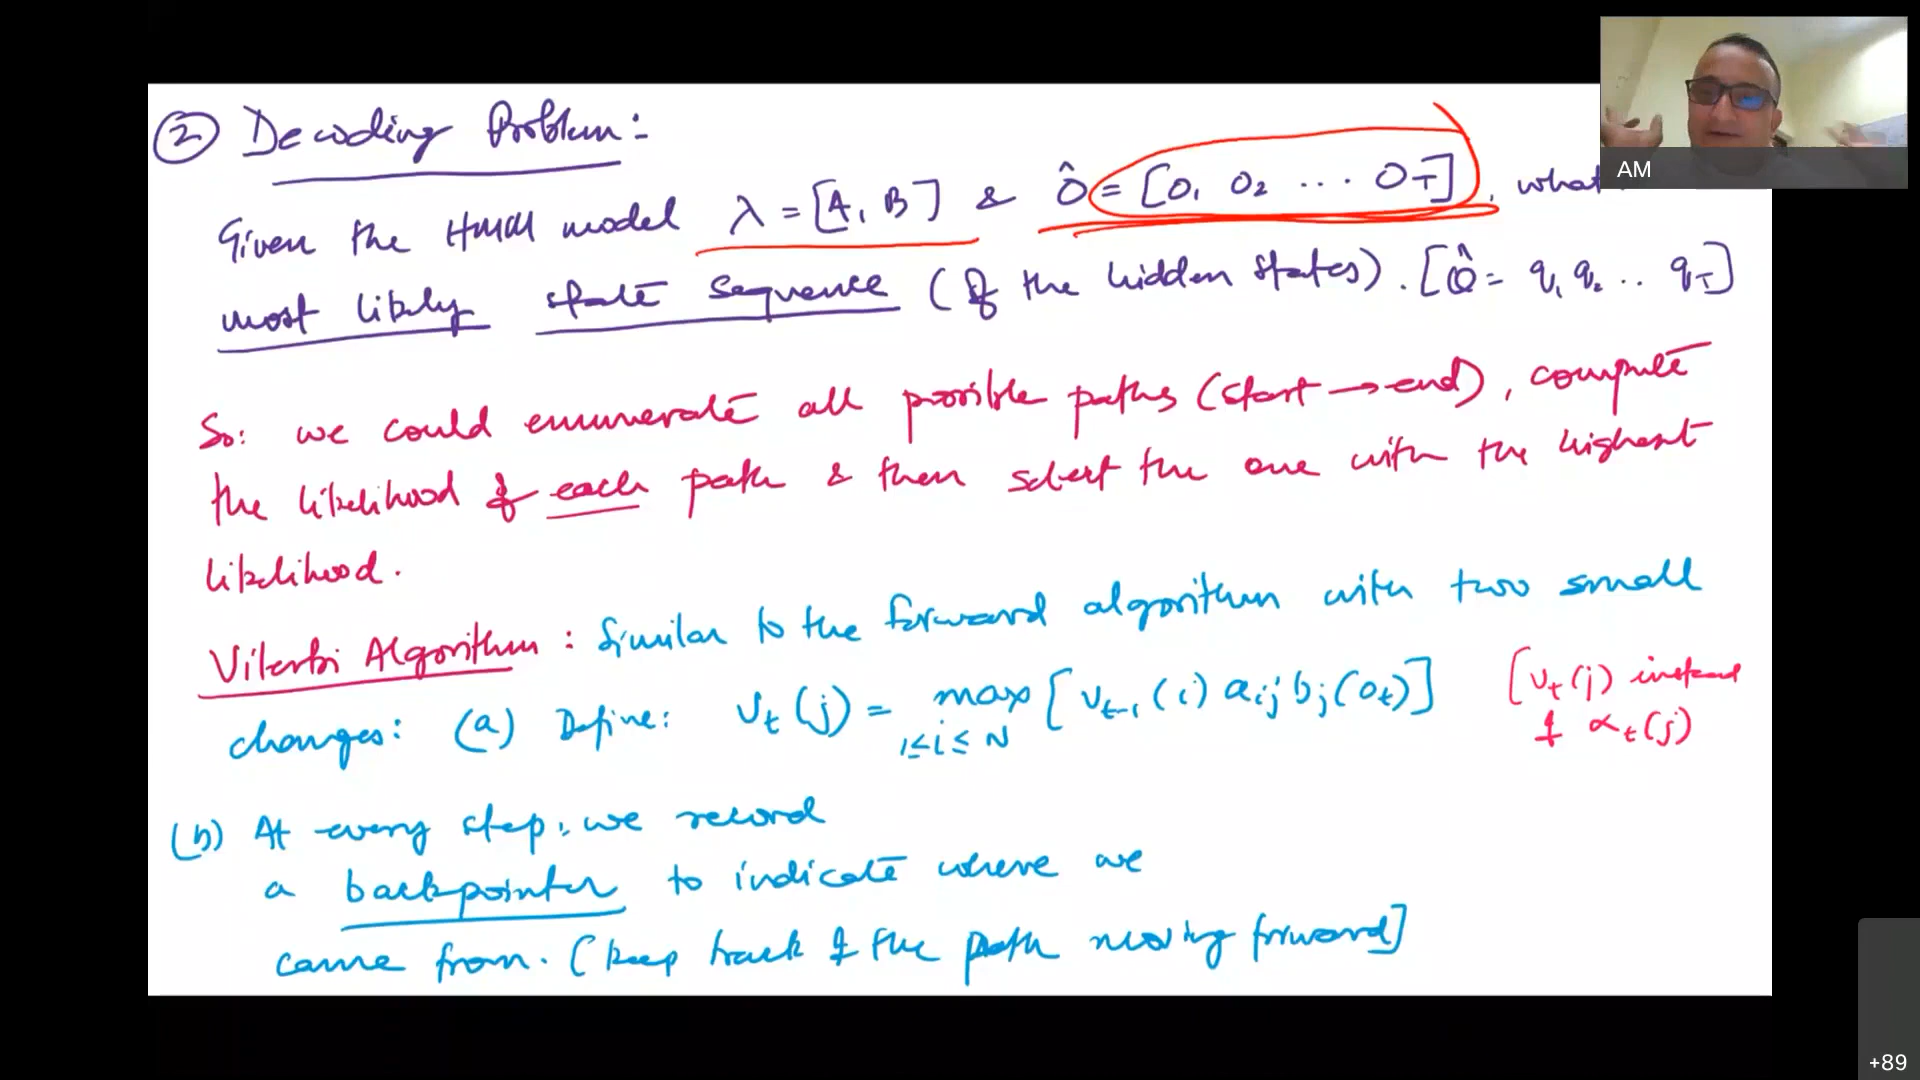 ② Decoding Problem:
Given the HMM model λ = [A, B] & Ô = [O₁ O₂ ... O_T], what
most likely state sequence (of the hidden states). [Q̂ = q₁ q₂ .. q_T]
So: we could enumerate all possible paths (start → end), compute
the likelihood of each path & then select the one with the highest
likelihood.
Viterbi Algorithm: Similar to the forward algorithm with two small
changes: (a) Define: v_t(j) = max [v_{t-1}(i) a_{ij} b_j(o_t)] [v_t(j) instead
1≤i≤N of α_t(j)]
(b) At every step, we record
a backpointer to indicate where we
came from. [keep track of the path moving forward]
AM
+89